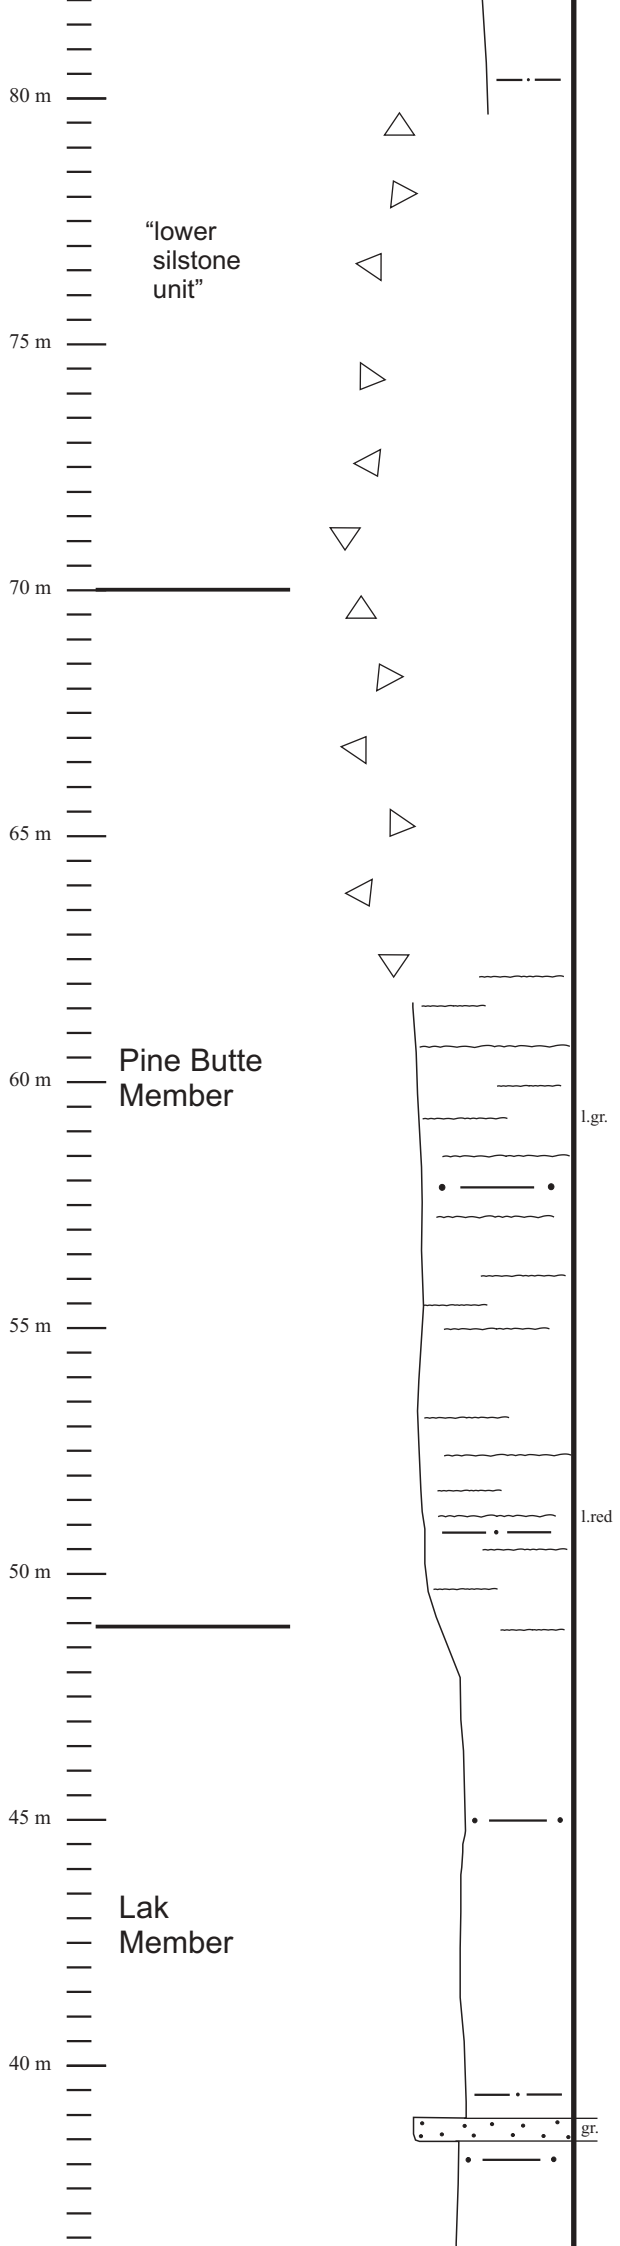 80 m
“lower
silstone
unit”
75 m
70 m
65 m
Pine Butte
Member
60 m
l.gr.
55 m
l.red
50 m
45 m
Lak
Member
40 m
gr.